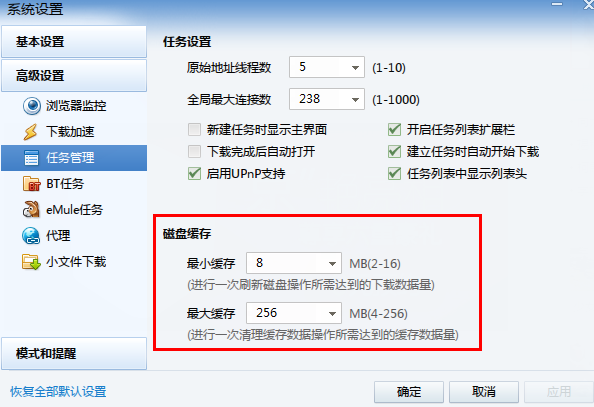 系统设置
基本设置
高级设置
浏览器监控
下载加速
任务管理
BT任务
eMule任务
代理
小文件下载
模式和提醒
任务设置
原始地址线程数 5 (1-10)
全局最大连接数 238 (1-1000)
新建任务时显示主界面 开启任务列表扩展栏
下载完成后自动打开 建立任务时自动开始下载
启用UPnP支持 任务列表中显示列表头
磁盘缓存
最小缓存 8 MB(2-16)
(进行一次刷新磁盘操作所需达到的下载数据量)
最大缓存 256 MB(4-256)
(进行一次清理缓存数据操作所需达到的缓存数据量)
恢复全部默认设置 确定 取消 应用